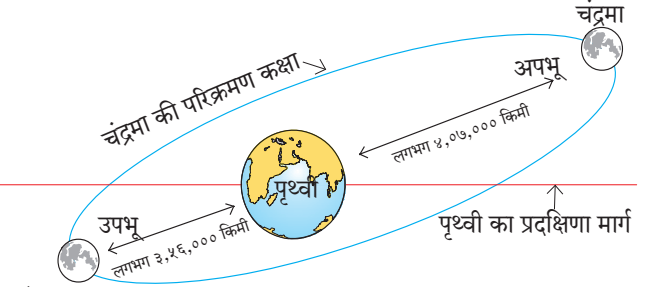 चंद्रमा
चंद्रमा की परिक्रमण कक्षा
अपभू
लगभग ४,०७,००० किमी
पृथ्वी
उपभू
लगभग ३,५६,००० किमी
पृथ्वी का प्रदक्षिणा मार्ग